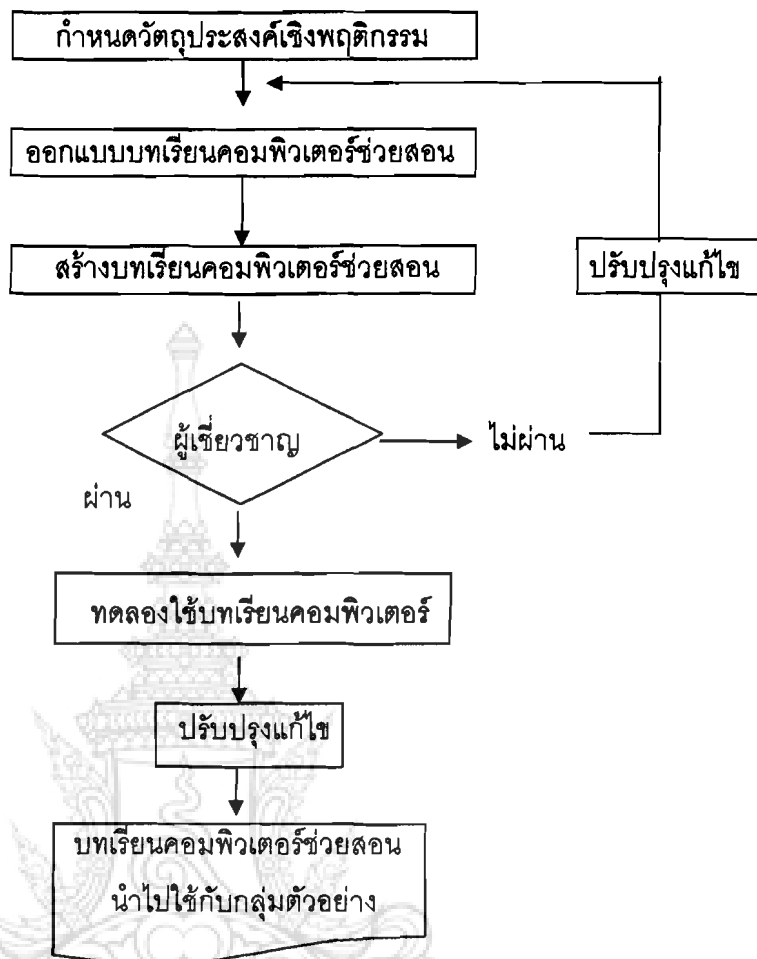 กำหนดวัตถุประสงค์เชิงพฤติกรรม
ออกแบบบทเรียนคอมพิวเตอร์ช่วยสอน
สร้างบทเรียนคอมพิวเตอร์ช่วยสอน
ปรับปรุงแก้ไข
ผู้เชี่ยวชาญ
ไม่ผ่าน
ผ่าน
ทดลองใช้บทเรียนคอมพิวเตอร์
ปรับปรุงแก้ไข
บทเรียนคอมพิวเตอร์ช่วยสอน
นำไปใช้กับกลุ่มตัวอย่าง